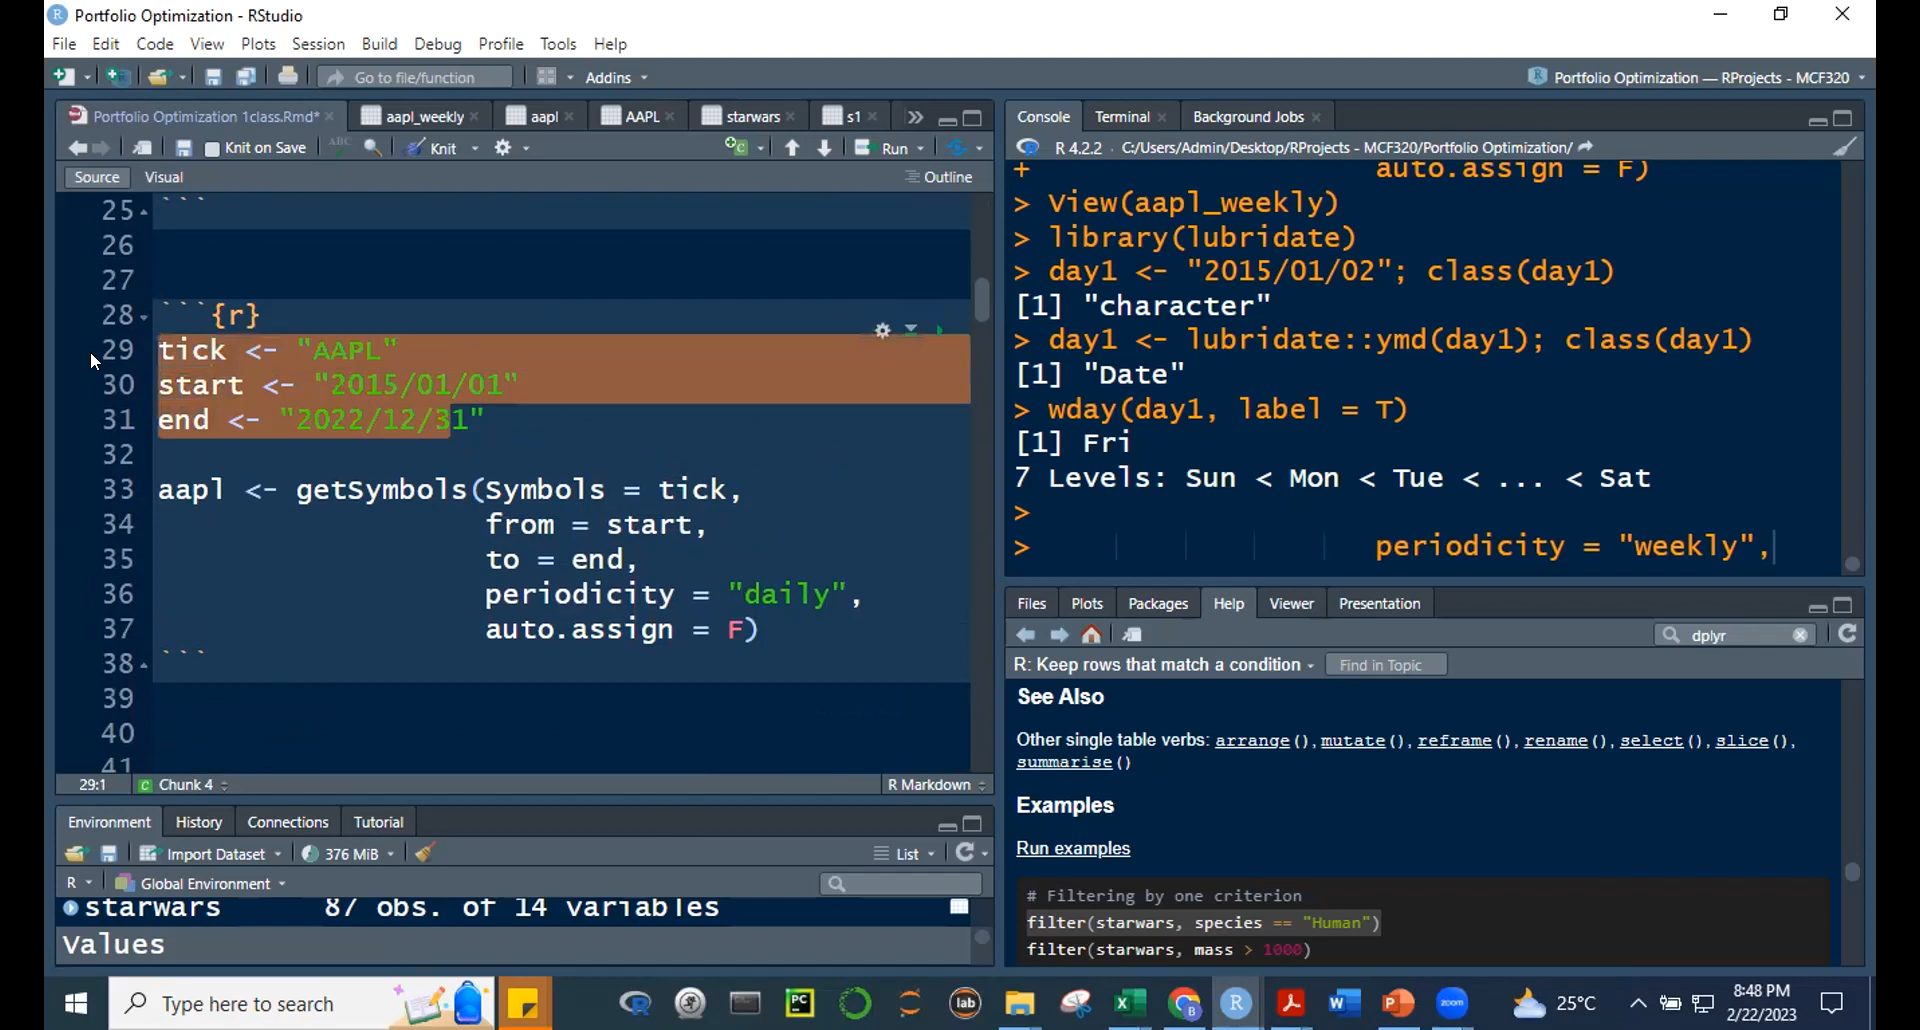 Portfolio Optimization - RStudio
File Edit Code View Plots Session Build Debug Profile Tools Help
Go to file/function Addins Portfolio Optimization — RProjects - MCF320
Portfolio Optimization 1class.Rmd* aapl_weekly aapl AAPL starwars s1
Knit on Save ABC Knit Run
Source Visual Outline
25 ```
26
27
28 ```{r}
29 tick <- "AAPL"
30 start <- "2015/01/01"
31 end <- "2022/12/31"
32
33 aapl <- getSymbols(Symbols = tick,
34 from = start,
35 to = end,
36 periodicity = "daily",
37 auto.assign = F)
38 ```
39
40
41
29:1 Chunk 4 R Markdown
Environment History Connections Tutorial
Import Dataset 376 MiB List
R Global Environment
starwars 87 obs. of 14 variables
Values
Console Terminal Background Jobs
R 4.2.2 · C:/Users/Admin/Desktop/RProjects - MCF320/Portfolio Optimization/
+ auto.assign = F)
> View(aapl_weekly)
> library(lubridate)
> day1 <- "2015/01/02"; class(day1)
[1] "character"
> day1 <- lubridate::ymd(day1); class(day1)
[1] "Date"
> wday(day1, label = T)
[1] Fri
7 Levels: Sun < Mon < Tue < ... < Sat
>
> periodicity = "weekly",
Files Plots Packages Help Viewer Presentation
dplyr
R: Keep rows that match a condition Find in Topic
See Also
Other single table verbs: arrange(), mutate(), reframe(), rename(), select(), slice(),
summarise()
Examples
Run examples
# Filtering by one criterion
filter(starwars, species == "Human")
filter(starwars, mass > 1000)
Type here to search PC lab R W P zoom 25°C 8:48 PM
2/22/2023